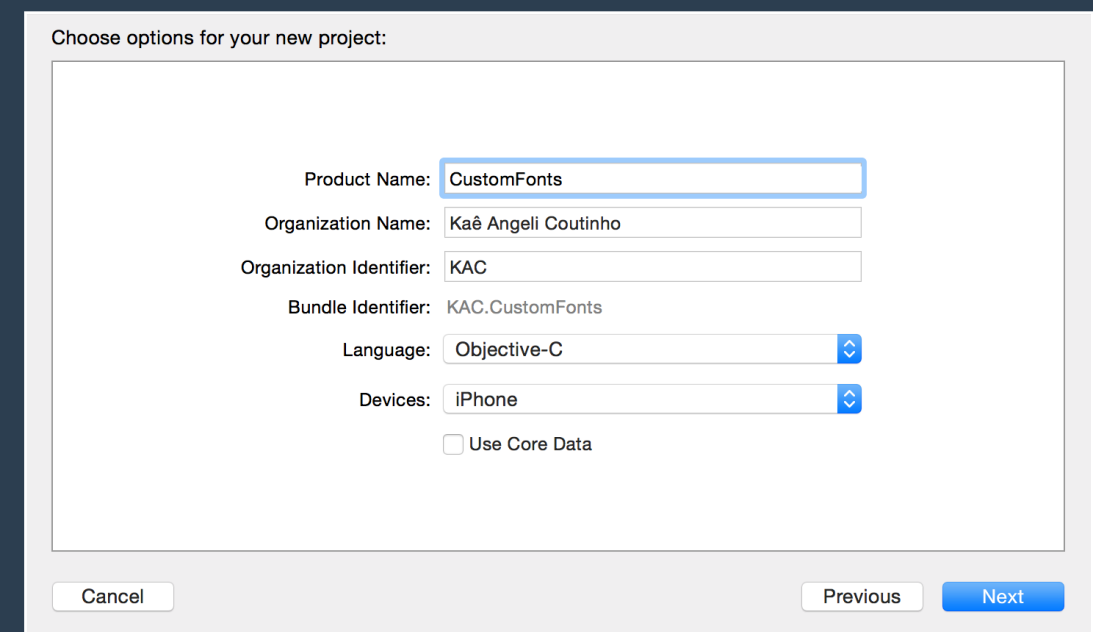 Choose options for your new project:
Product Name: CustomFonts
Organization Name: Kaê Angeli Coutinho
Organization Identifier: KAC
Bundle Identifier: KAC.CustomFonts
Language: Objective-C
Devices: iPhone
Use Core Data
Cancel Previous Next